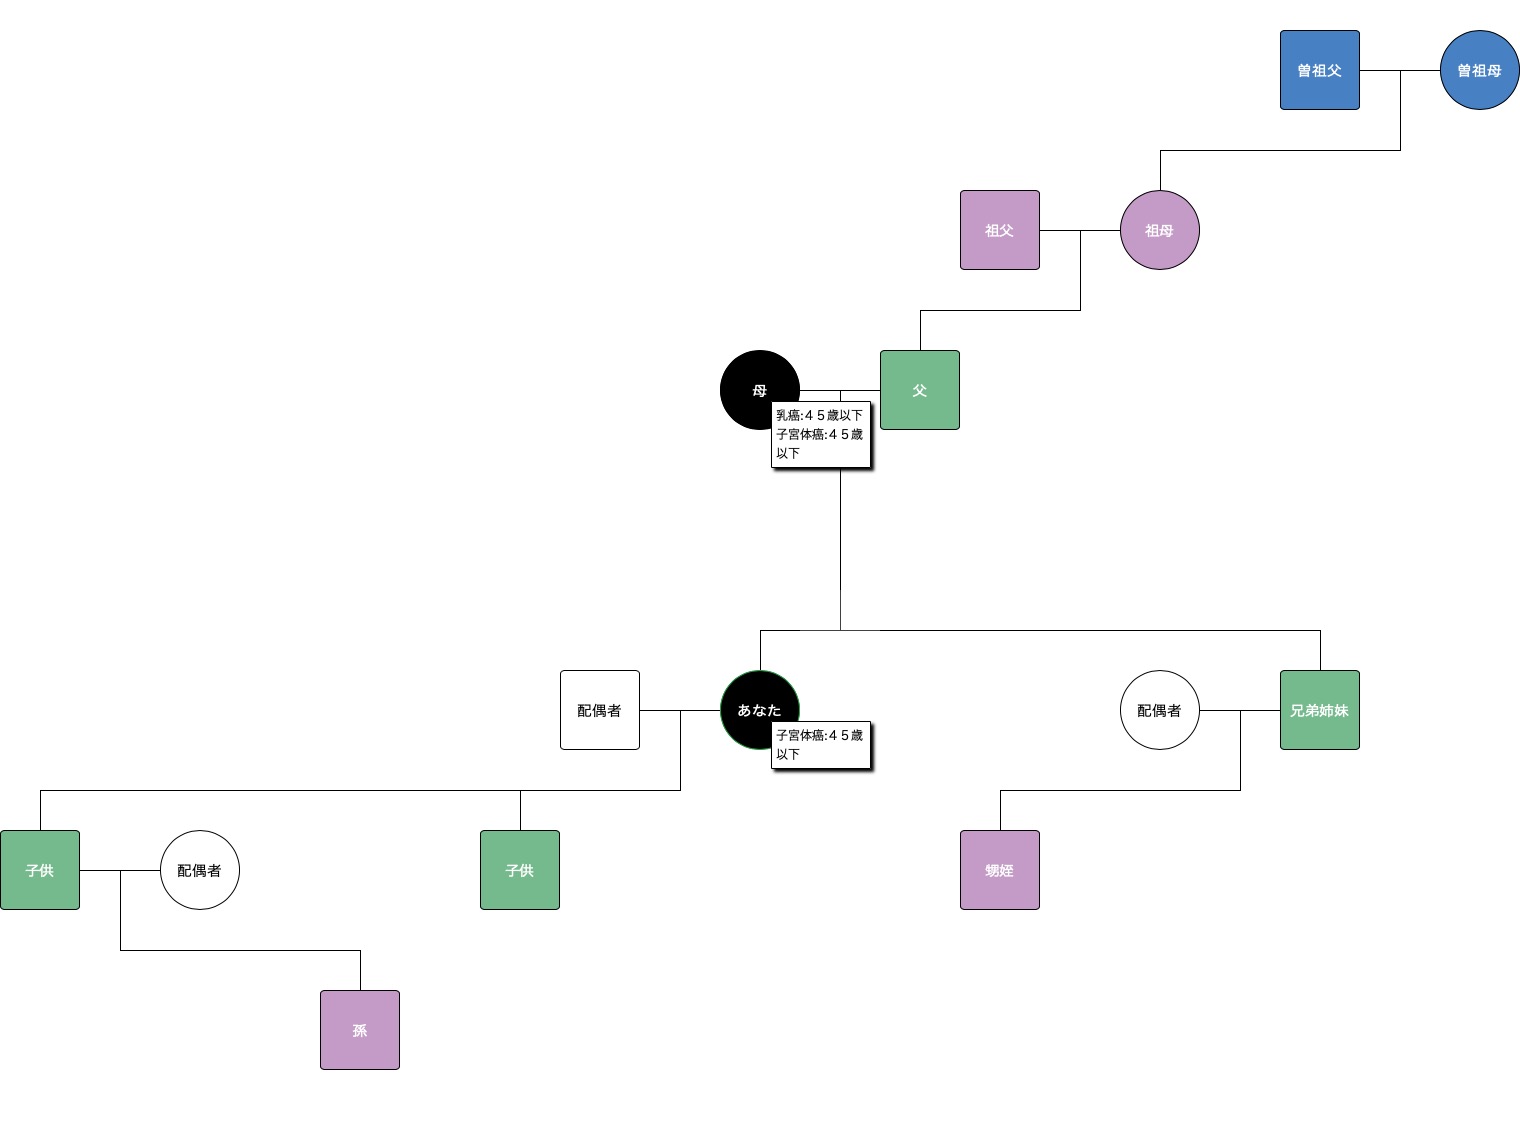 曽祖父
曽祖母
祖父
祖母
母
父
乳癌:４５歳以下
子宮体癌:４５歳
以下
配偶者
あなた
配偶者
兄弟姉妹
子宮体癌:４５歳
以下
子供
配偶者
子供
甥姪
孫